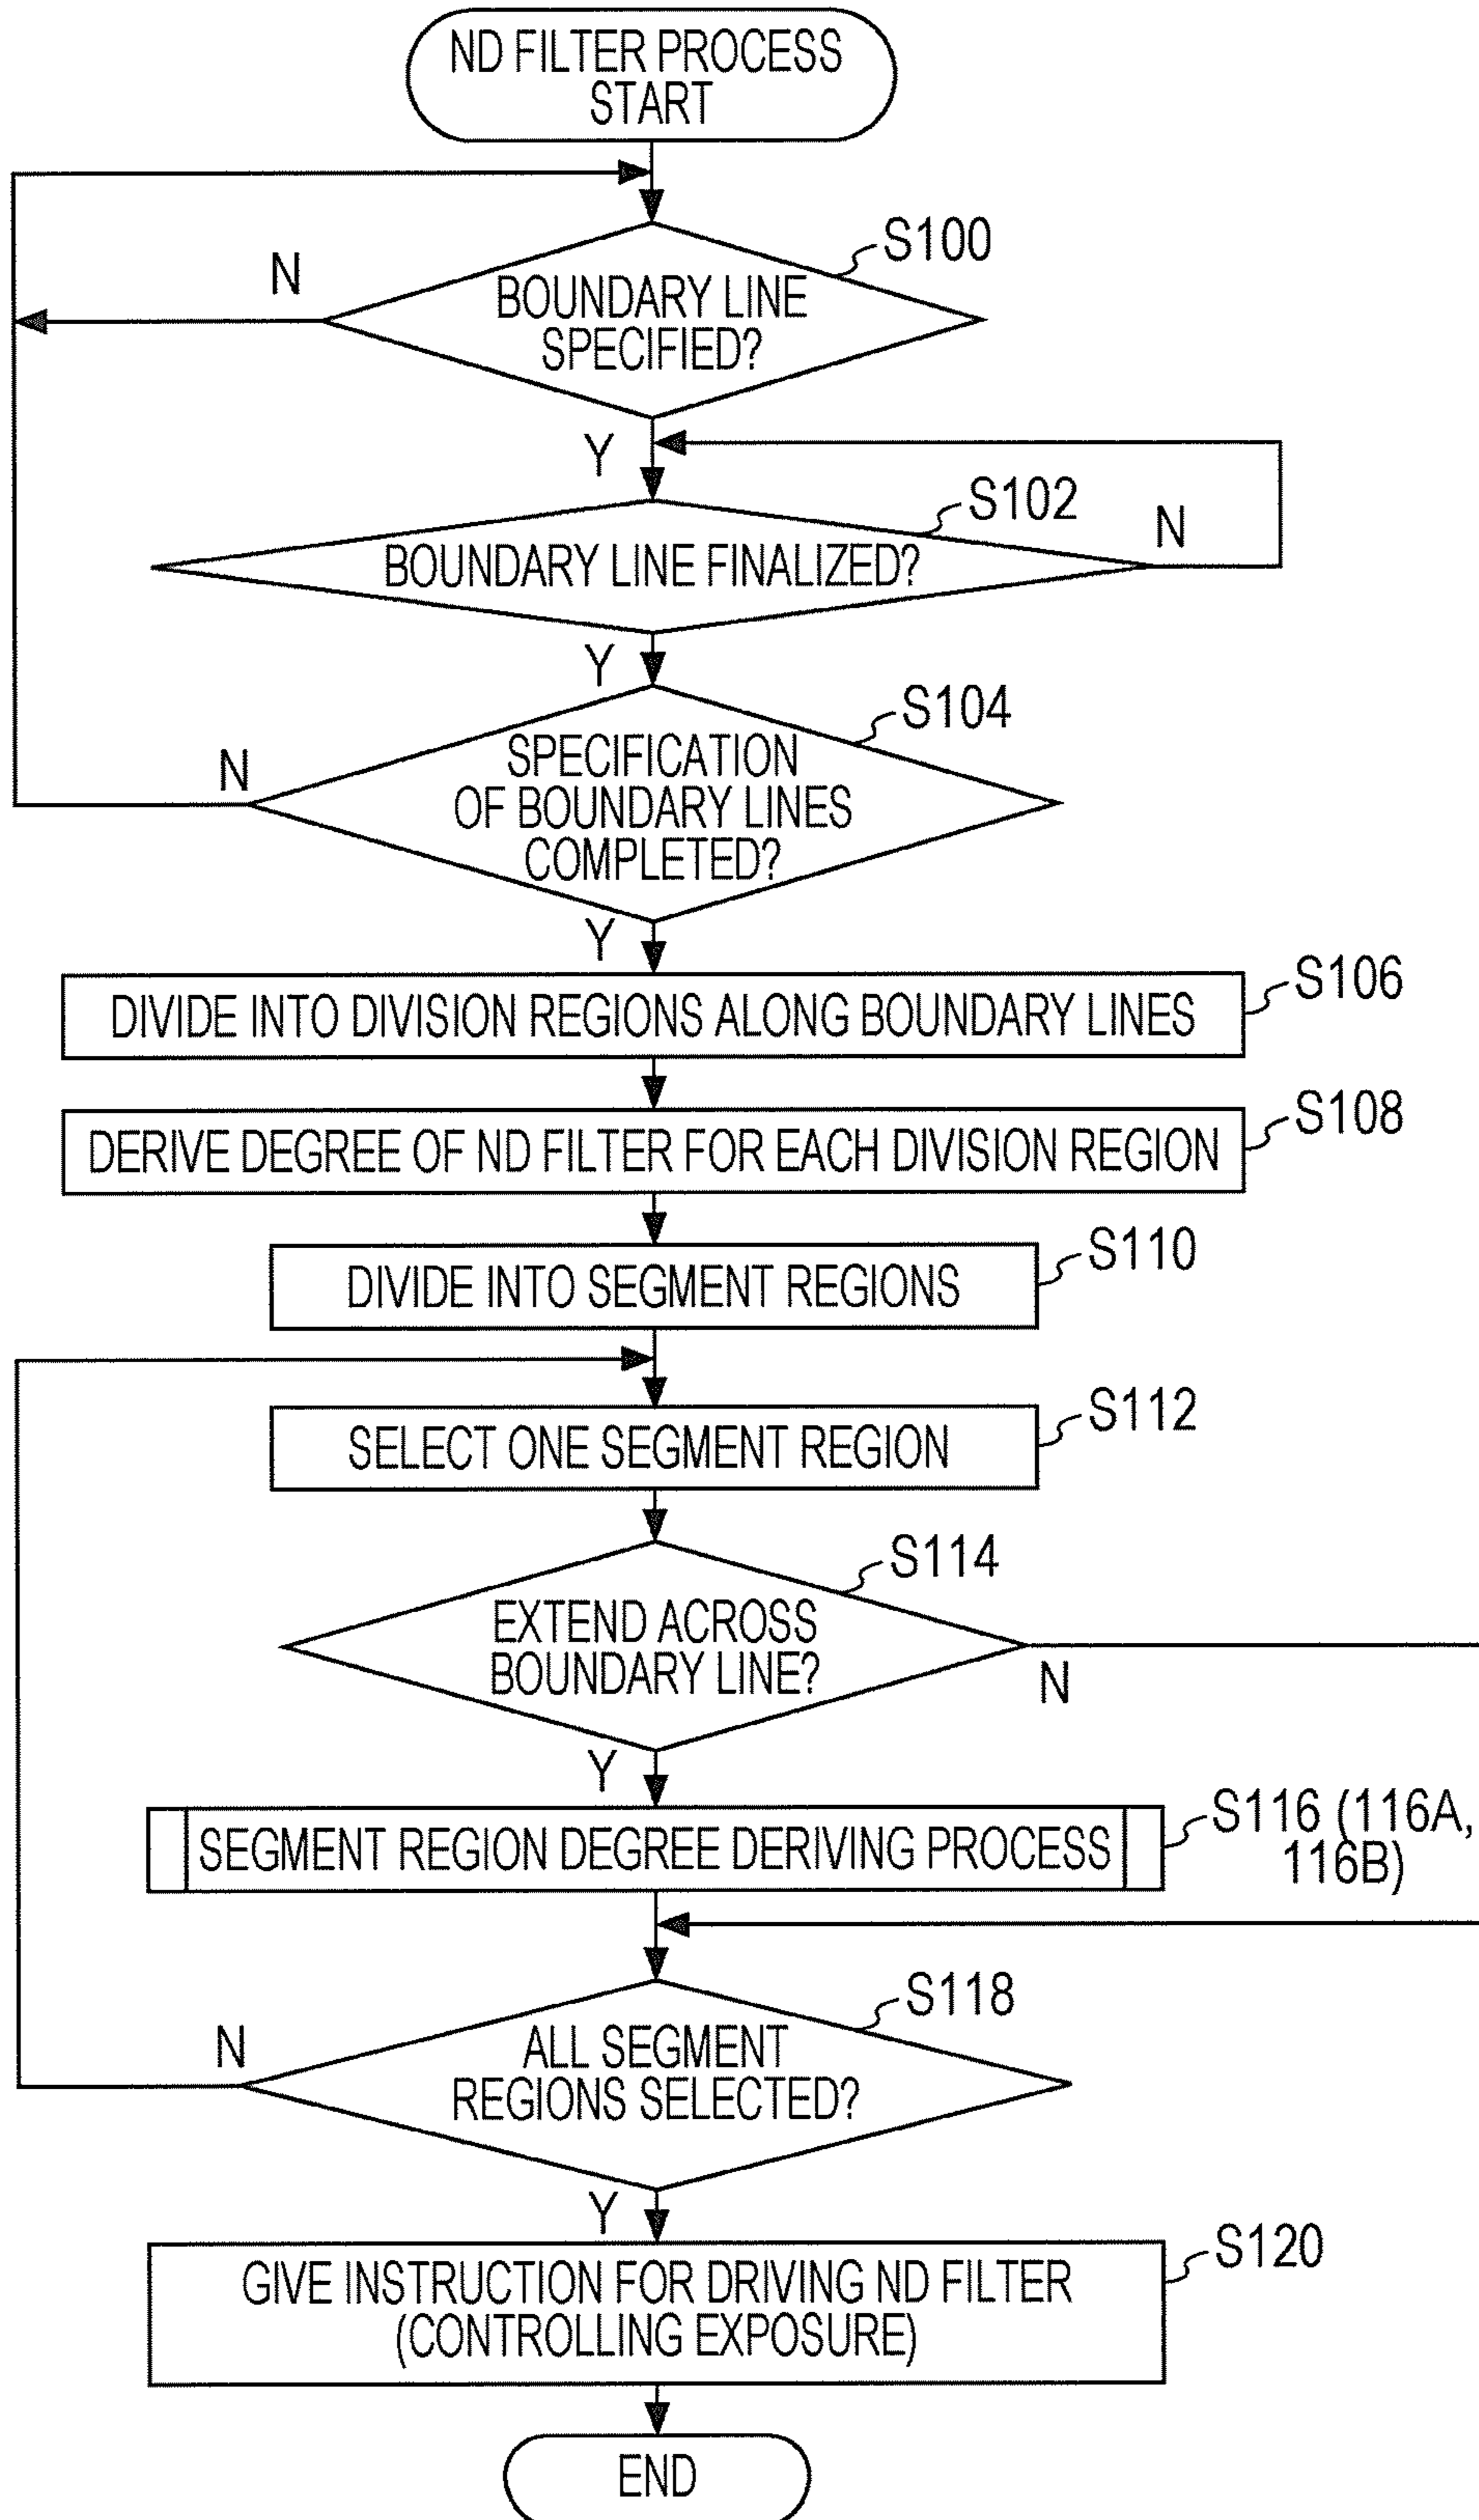 ND FILTER PROCESS
START
S100
N
BOUNDARY LINE
SPECIFIED?
Y
S102
N
BOUNDARY LINE FINALIZED?
Y
S104
N
SPECIFICATION
OF BOUNDARY LINES
COMPLETED?
Y
S106
DIVIDE INTO DIVISION REGIONS ALONG BOUNDARY LINES
S108
DERIVE DEGREE OF ND FILTER FOR EACH DIVISION REGION
S110
DIVIDE INTO SEGMENT REGIONS
S112
SELECT ONE SEGMENT REGION
S114
EXTEND ACROSS
BOUNDARY LINE?
N
Y
S116 (116A,
116B)
SEGMENT REGION DEGREE DERIVING PROCESS
S118
N
ALL SEGMENT
REGIONS SELECTED?
Y
S120
GIVE INSTRUCTION FOR DRIVING ND FILTER
(CONTROLLING EXPOSURE)
END